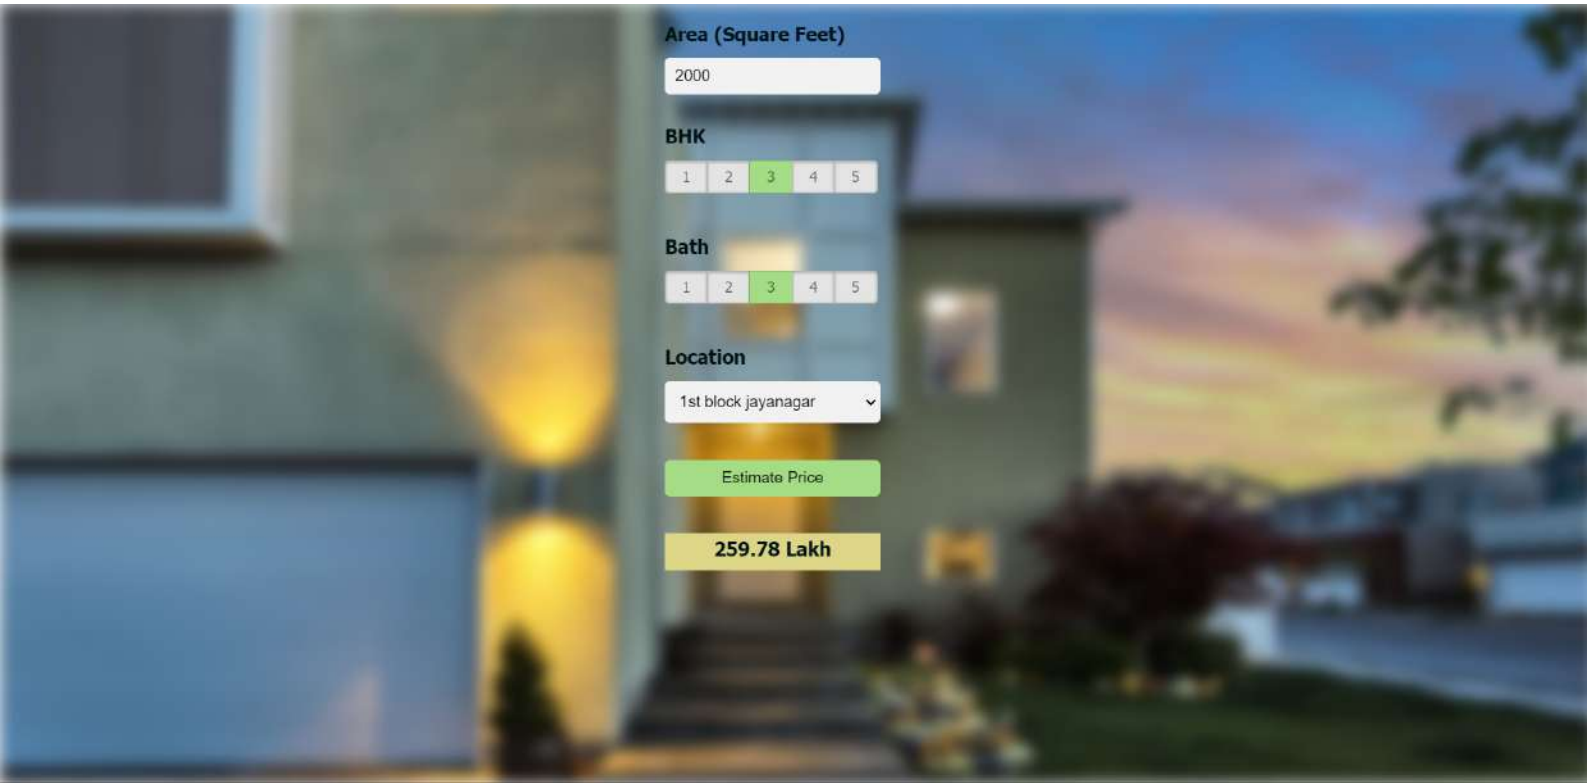 Area (Square Feet)
2000
BHK
1 2 3 4 5
Bath
1 2 3 4 5
Location
1st block jayanagar
Estimate Price
259.78 Lakh